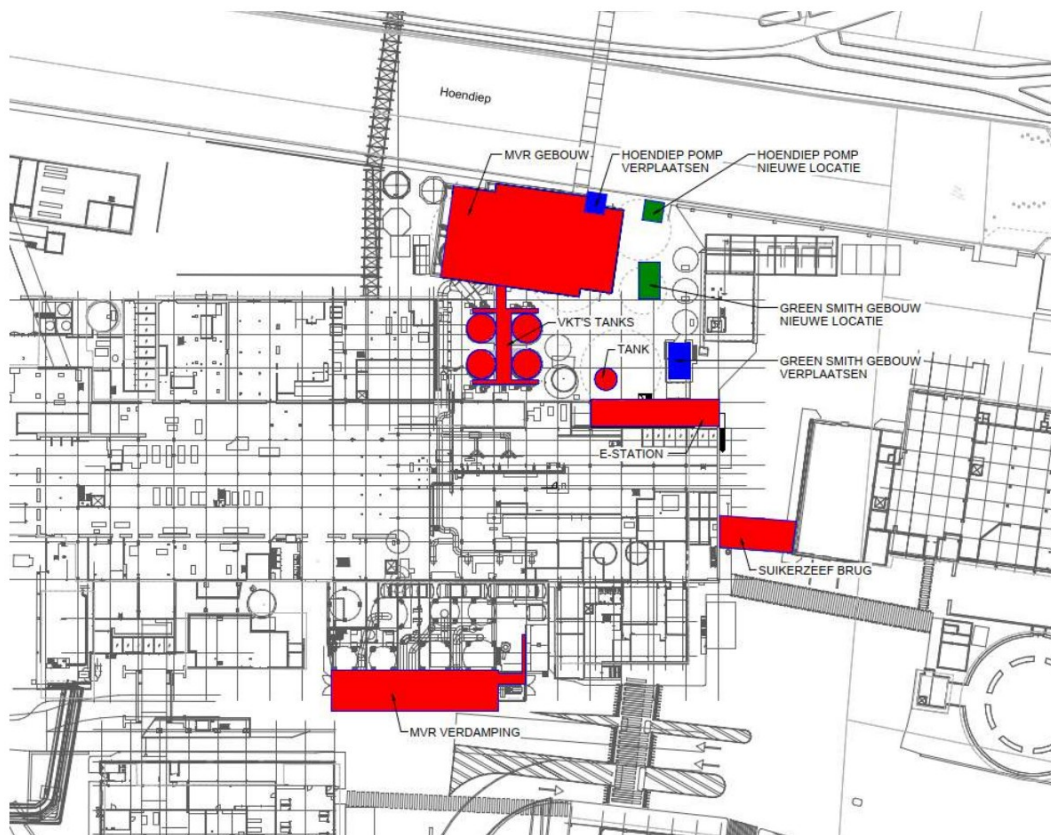 Hoendiep
MVR GEBOUW
HOENDIEP POMP
VERPLAATSEN
HOENDIEP POMP
NIEUWE LOCATIE
GREEN SMITH GEBOUW
NIEUWE LOCATIE
VKT'S TANKS
TANK
GREEN SMITH GEBOUW
VERPLAATSEN
E-STATION
SUIKERZEEF BRUG
MVR VERDAMPING